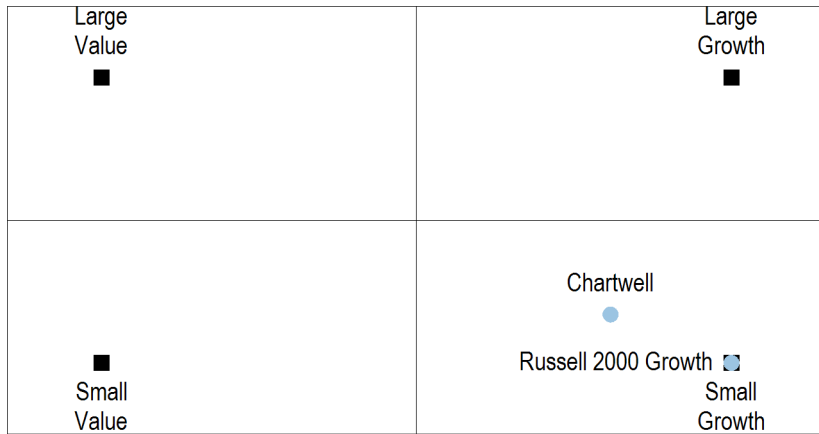 Large
Value
Large
Growth
Chartwell
Russell 2000 Growth
Small
Value
Small
Growth